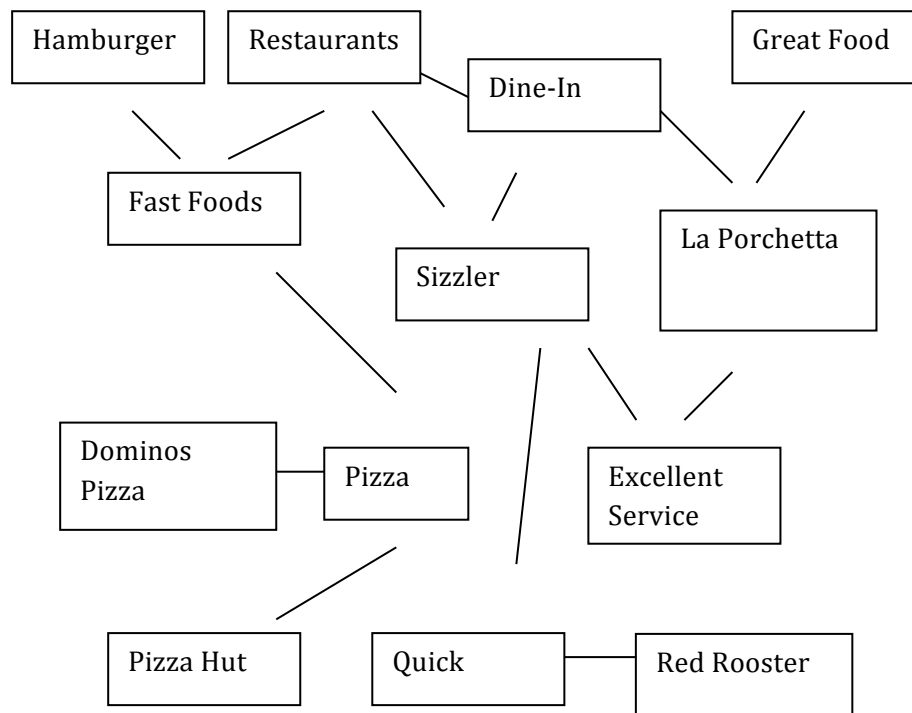 Hamburger
Restaurants
Great Food
Dine-In
Fast Foods
La Porchetta
Sizzler
Dominos
Pizza
Pizza
Excellent
Service
Pizza Hut
Quick
Red Rooster